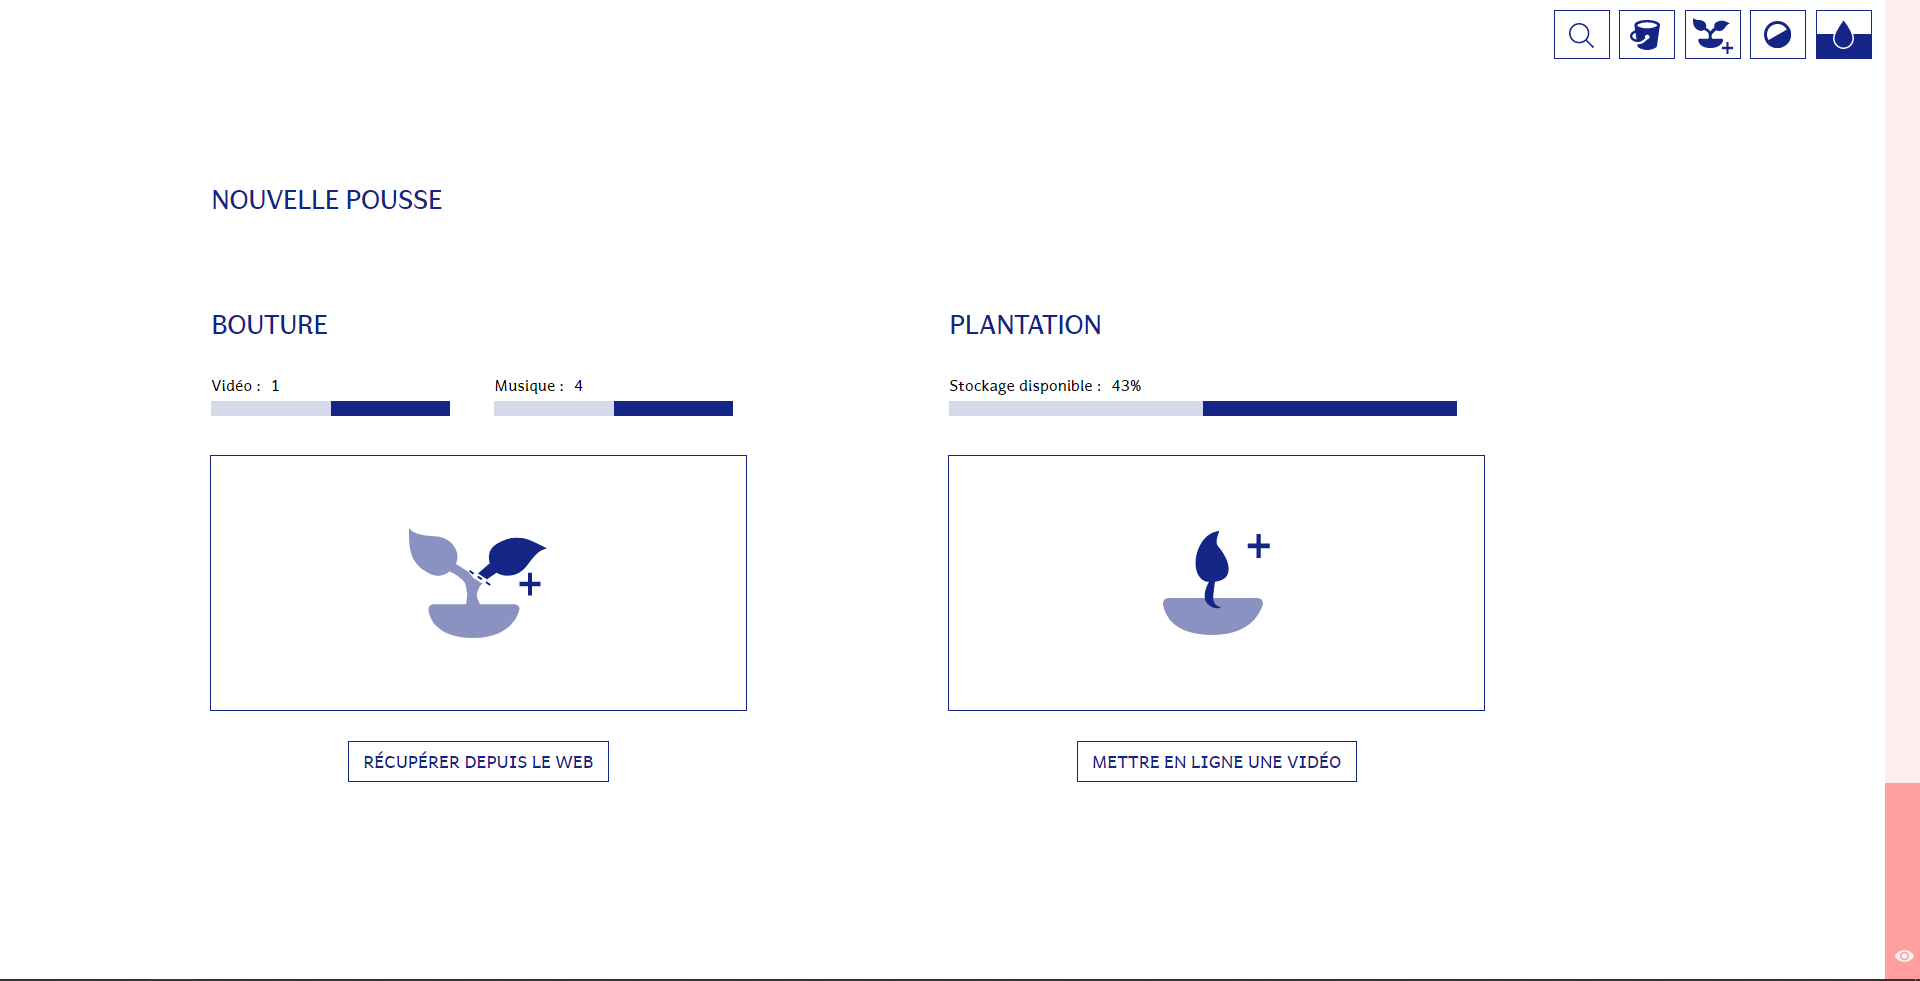 NOUVELLE POUSSE
BOUTURE
Vidéo : 1
Musique : 4
RÉCUPÉRER DEPUIS LE WEB
PLANTATION
Stockage disponible : 43%
METTRE EN LIGNE UNE VIDÉO